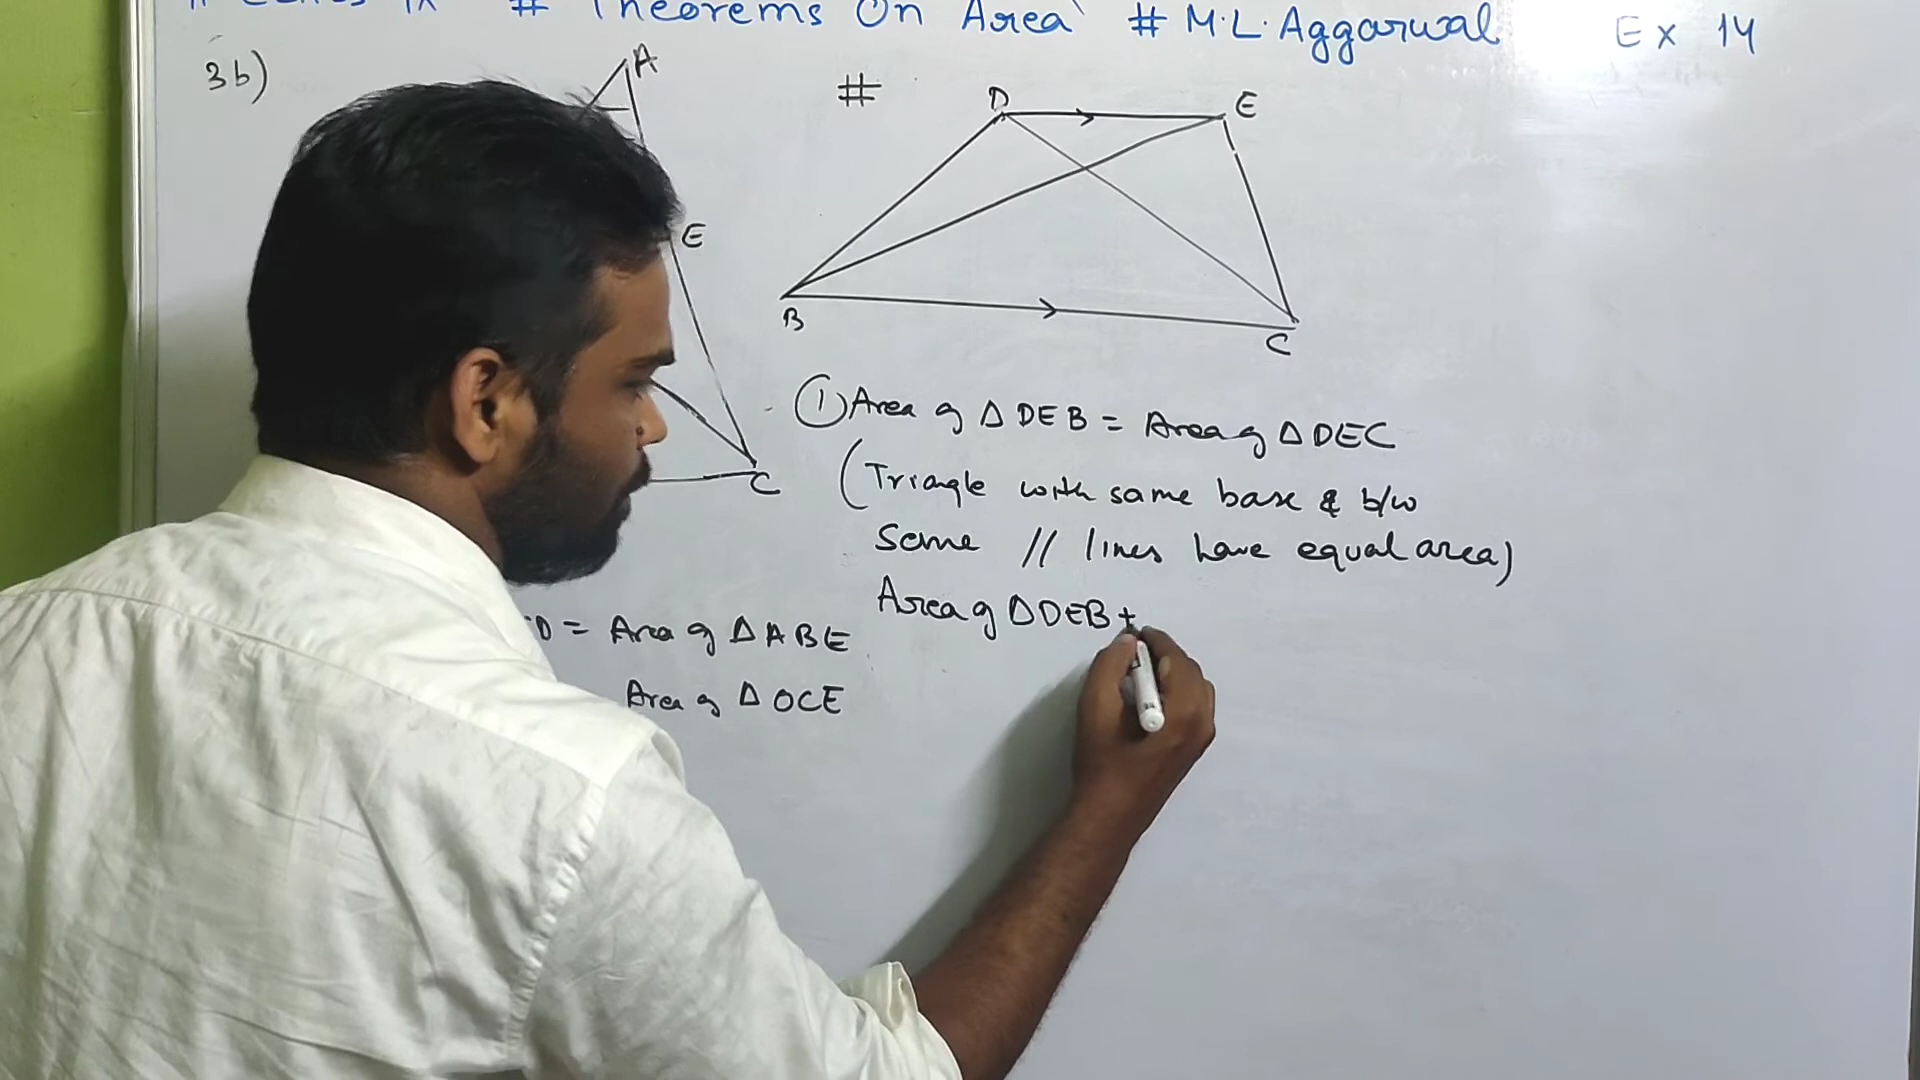 IX # Theorems On Area # M.L. Aggarwal Ex 14
3b)
A
E
C
#
D E
B C
① Area of Δ DEB = Area of Δ DEC
(Triangle with same base & b/w
same // lines have equal area)
Area of Δ DEB +
D = Area of Δ ABE
Area of Δ OCE